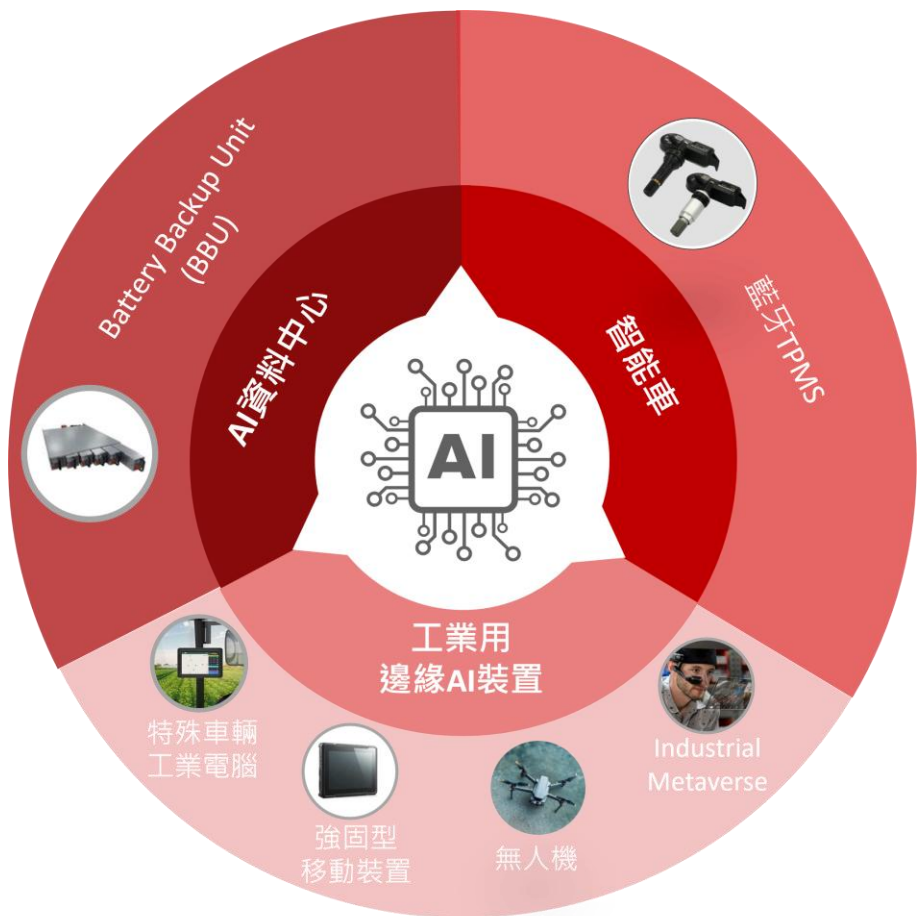 Battery Backup Unit
(BBU)
AI資料中心
AI
智能車
藍牙TPMS
工業用
邊緣AI裝置
特殊車輛
工業電腦
強固型
移動裝置
無人機
Industrial
Metaverse